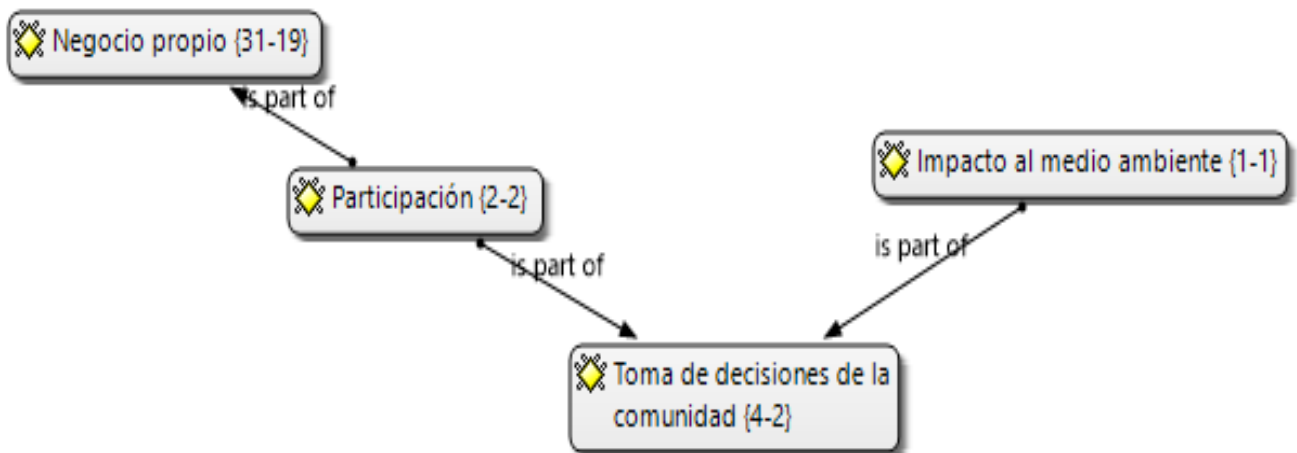 Negocio propio {31-19}
is part of
Impacto al medio ambiente {1-1}
Participación {2-2}
is part of
is part of
Toma de decisiones de la
comunidad {4-2}